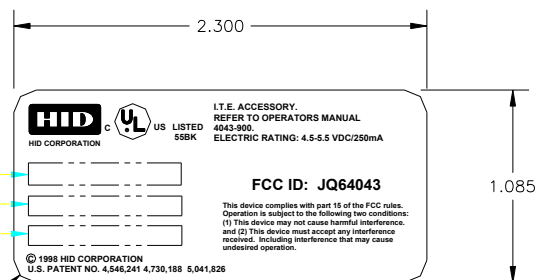 2.300
HID
HID CORPORATION
C UL US LISTED
55BK
I.T.E. ACCESSORY.
REFER TO OPERATORS MANUAL
4043-900.
ELECTRIC RATING: 4.5-5.5 VDC/250mA
1.085
FCC ID: JQ64043
This device complies with part 15 of the FCC rules.
Operation is subject to the following two conditions:
(1) This device may not cause harmful interference.
and (2) This device must accept any interference
received. Including interference that may cause
undesired operation.
© 1998 HID CORPORATION
U.S. PATENT NO. 4,546,241 4,730,188 5,041,826